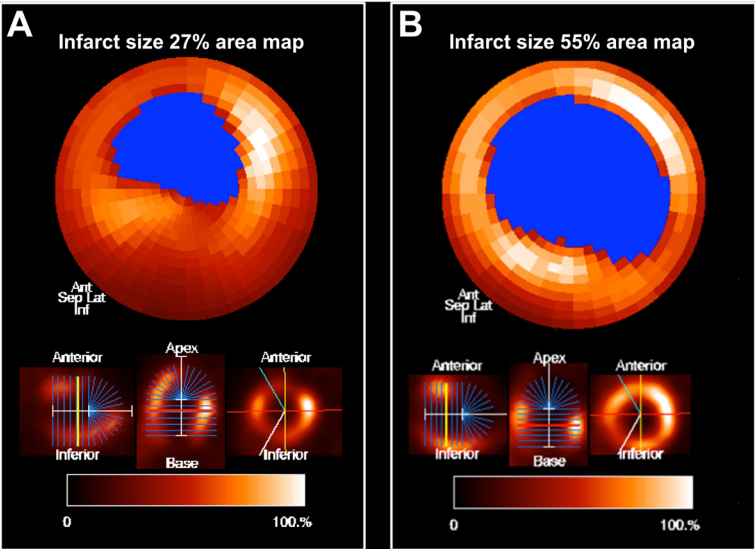 A
Infarct size 27% area map
Ant
Sep Lat
Inf
Anterior
Apex
Anterior
Inferior
Base
Inferior
0
100.%
B
Infarct size 55% area map
Ant
Sep Lat
Inf
Anterior
Apex
Anterior
Inferior
Base
Inferior
0
100.%